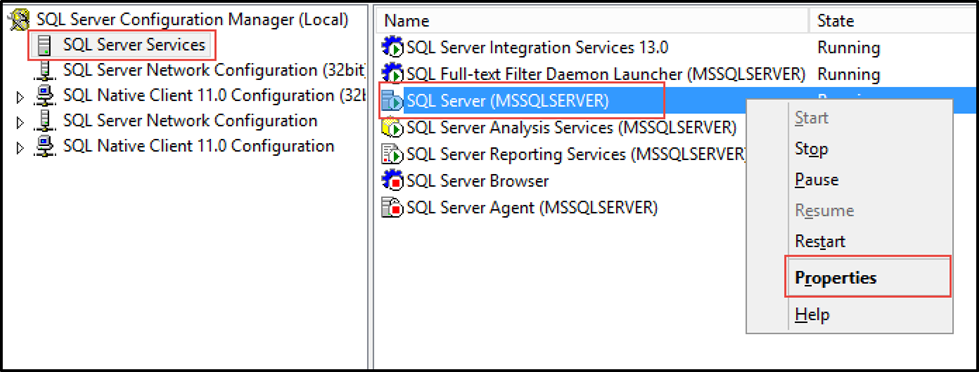 SQL Server Configuration Manager (Local)
SQL Server Services
SQL Server Network Configuration (32bit)
SQL Native Client 11.0 Configuration (32b
SQL Server Network Configuration
SQL Native Client 11.0 Configuration
Name State
SQL Server Integration Services 13.0 Running
SQL Full-text Filter Daemon Launcher (MSSQLSERVER) Running
SQL Server (MSSQLSERVER)
SQL Server Analysis Services (MSSQLSERVER)
SQL Server Reporting Services (MSSQLSERVER)
SQL Server Browser
SQL Server Agent (MSSQLSERVER)
Start
Stop
Pause
Resume
Restart
Properties
Help